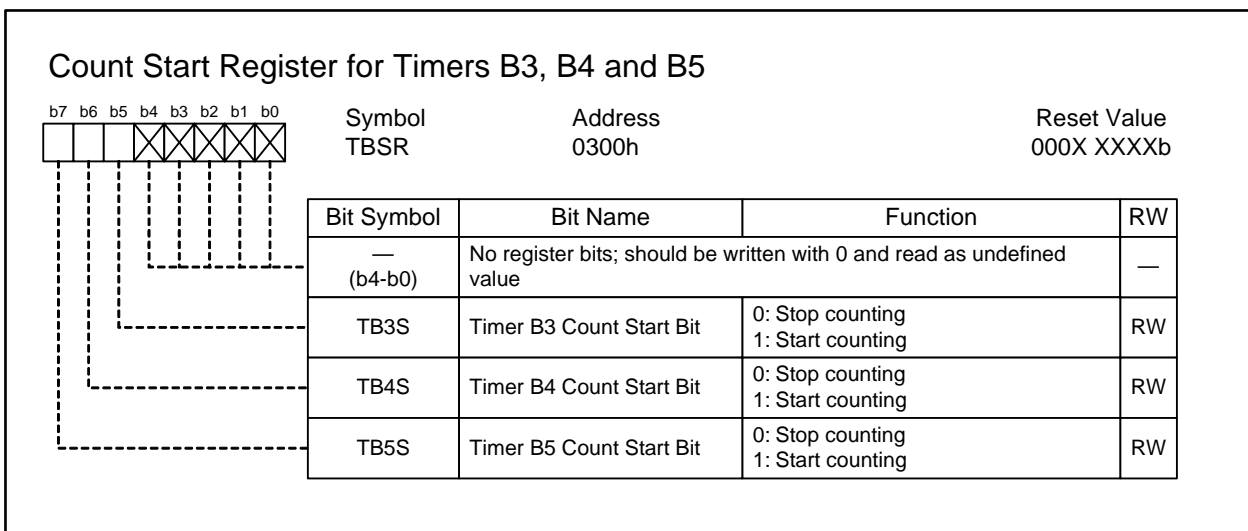 Count Start Register for Timers B3, B4 and B5
b7 b6 b5 b4 b3 b2 b1 b0
Symbol Address Reset Value
TBSR 0300h 000X XXXXb
Bit Symbol Bit Name Function RW
—
(b4-b0)
No register bits; should be written with 0 and read as undefined
value
—
TB3S Timer B3 Count Start Bit 0: Stop counting
1: Start counting RW
TB4S Timer B4 Count Start Bit 0: Stop counting
1: Start counting RW
TB5S Timer B5 Count Start Bit 0: Stop counting
1: Start counting RW